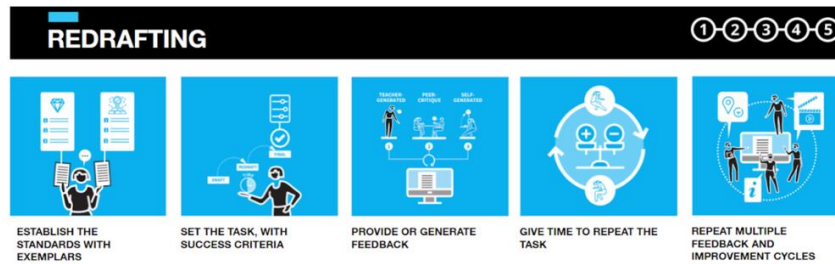 REDRAFTING
1 2 3 4 5
TEACHER-
GENERATED
PEER-
CRITIQUE
SELF-
GENERATED
DRAFT
FINAL
ESTABLISH THE
STANDARDS WITH
EXEMPLARS
SET THE TASK, WITH
SUCCESS CRITERIA
PROVIDE OR GENERATE
FEEDBACK
GIVE TIME TO REPEAT THE
TASK
REPEAT MULTIPLE
FEEDBACK AND
IMPROVEMENT CYCLES